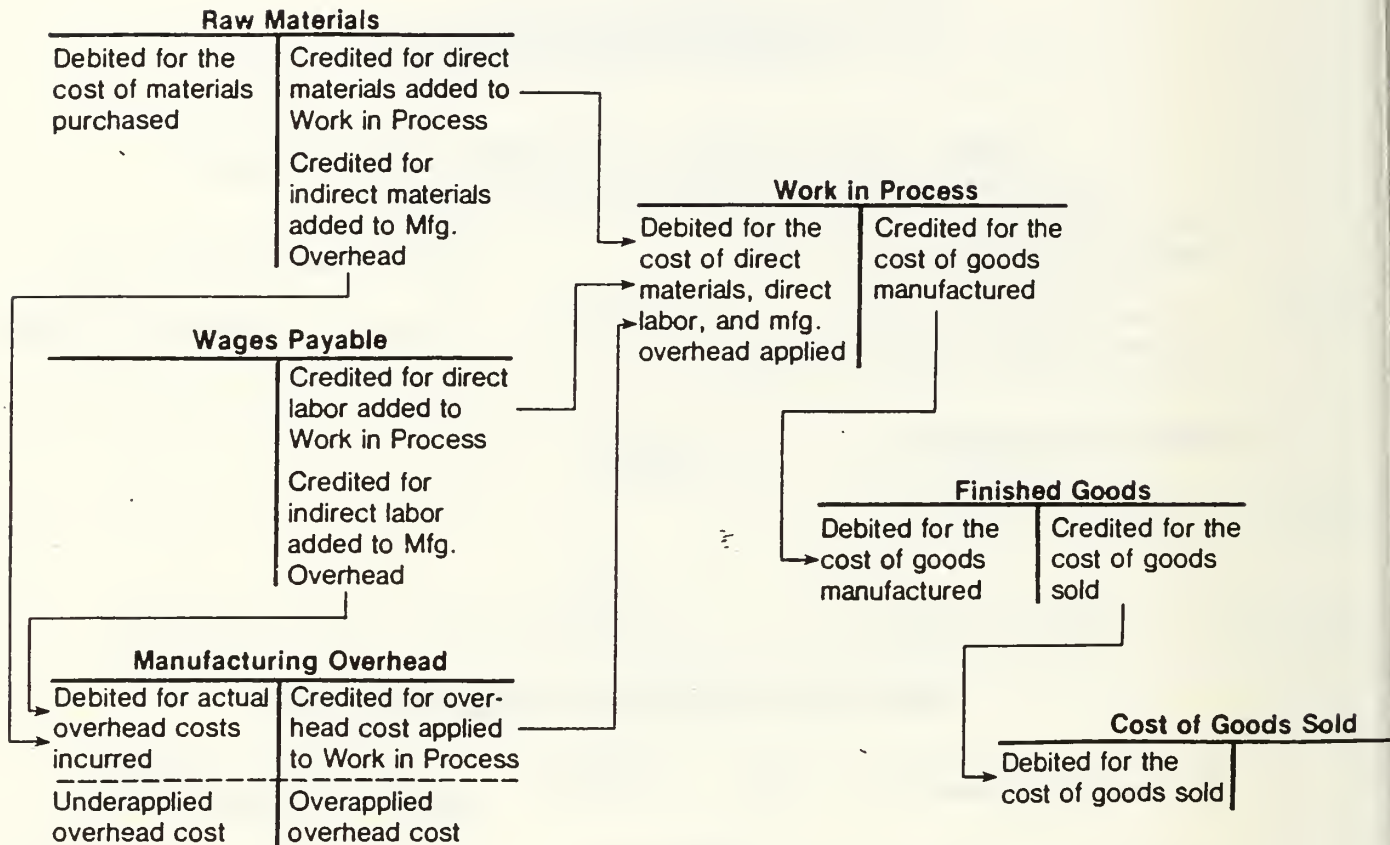 Raw Materials
Debited for the
cost of materials
purchased
Credited for direct
materials added to
Work in Process
Credited for
indirect materials
added to Mfg.
Overhead
Wages Payable
Credited for direct
labor added to
Work in Process
Credited for
indirect labor
added to Mfg.
Overhead
Manufacturing Overhead
Debited for actual
overhead costs
incurred
Credited for over-
head cost applied
to Work in Process
Underapplied
overhead cost
Overapplied
overhead cost
Work in Process
Debited for the
cost of direct
materials, direct
labor, and mfg.
overhead applied
Credited for the
cost of goods
manufactured
Finished Goods
Debited for the
cost of goods
manufactured
Credited for the
cost of goods
sold
Cost of Goods Sold
Debited for the
cost of goods sold